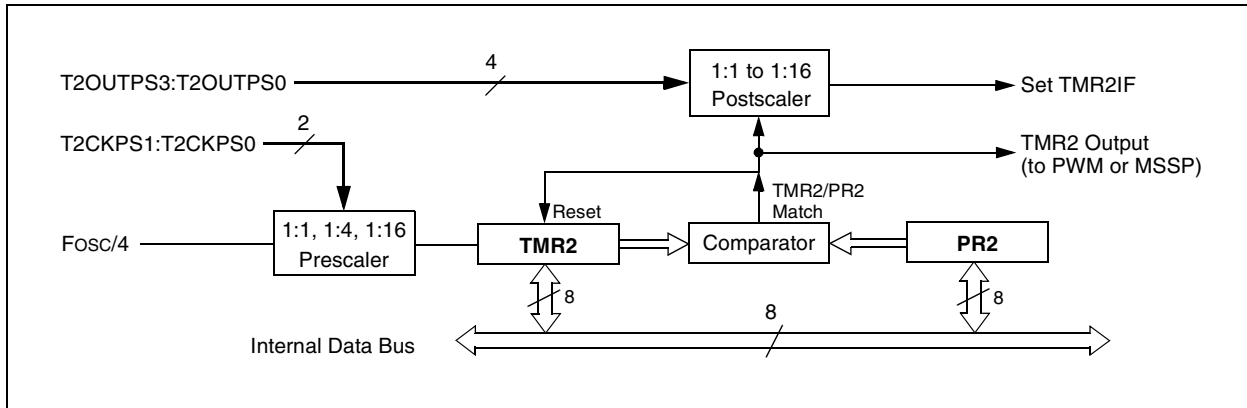 T2OUTPS3:T2OUTPS0
4
1:1 to 1:16
Postscaler
Set TMR2IF
T2CKPS1:T2CKPS0
2
TMR2 Output
(to PWM or MSSP)
TMR2/PR2
Match
Reset
FOSC/4
1:1, 1:4, 1:16
Prescaler
TMR2
Comparator
PR2
8
8
8
Internal Data Bus